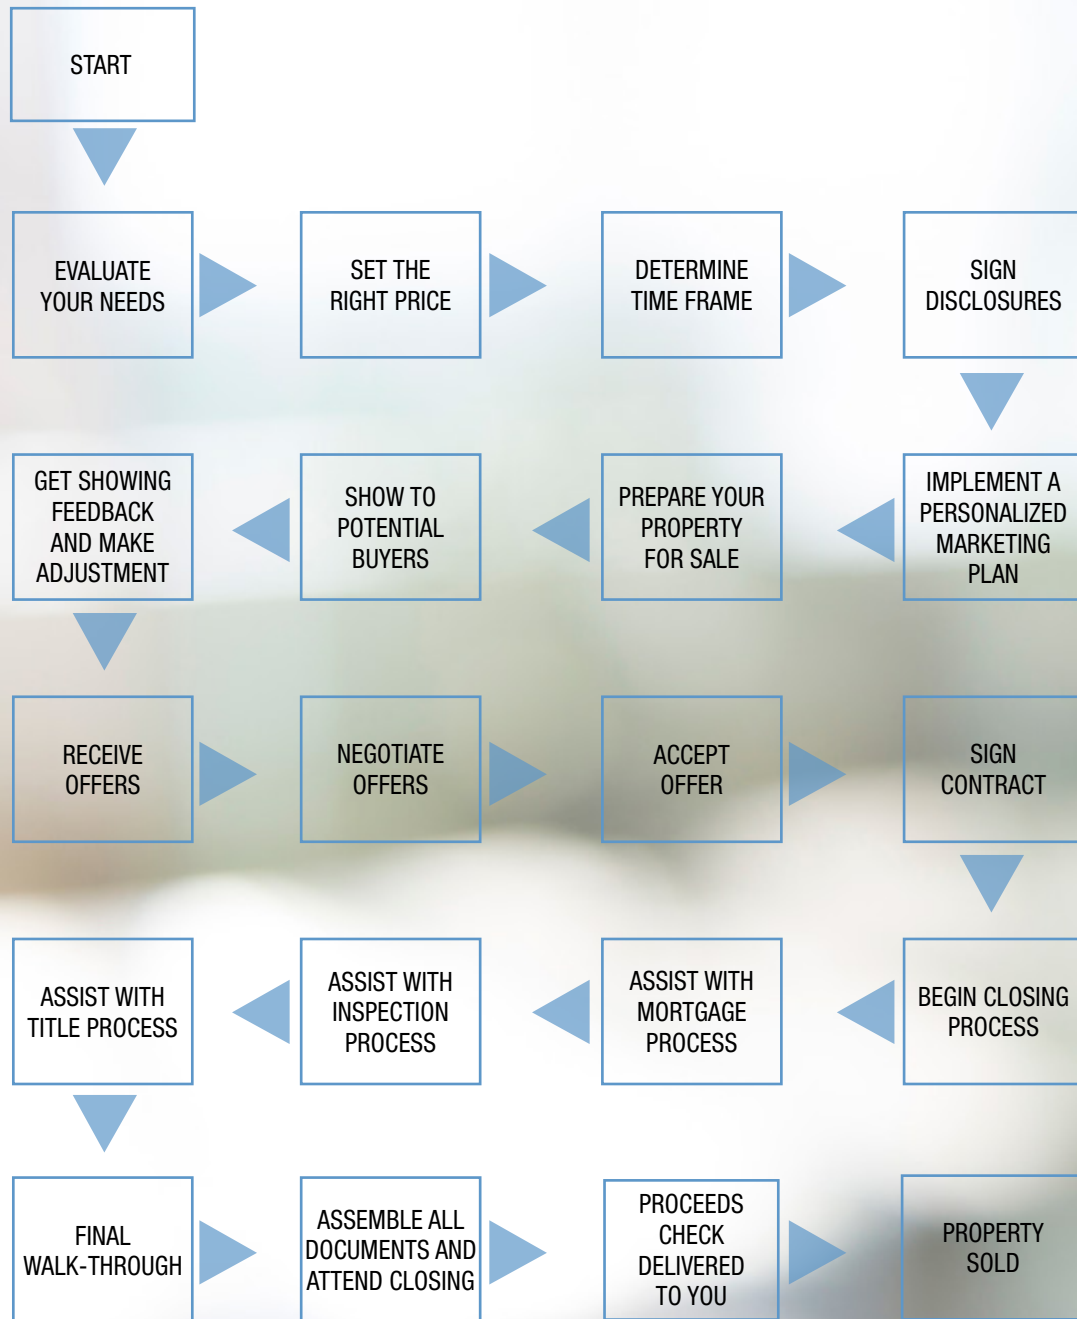 START
EVALUATE
YOUR NEEDS
SET THE
RIGHT PRICE
DETERMINE
TIME FRAME
SIGN
DISCLOSURES
IMPLEMENT A
PERSONALIZED
MARKETING
PLAN
PREPARE YOUR
PROPERTY
FOR SALE
SHOW TO
POTENTIAL
BUYERS
GET SHOWING
FEEDBACK
AND MAKE
ADJUSTMENT
RECEIVE
OFFERS
NEGOTIATE
OFFERS
ACCEPT
OFFER
SIGN
CONTRACT
BEGIN CLOSING
PROCESS
ASSIST WITH
MORTGAGE
PROCESS
ASSIST WITH
INSPECTION
PROCESS
ASSIST WITH
TITLE PROCESS
FINAL
WALK-THROUGH
ASSEMBLE ALL
DOCUMENTS AND
ATTEND CLOSING
PROCEEDS
CHECK
DELIVERED
TO YOU
PROPERTY
SOLD